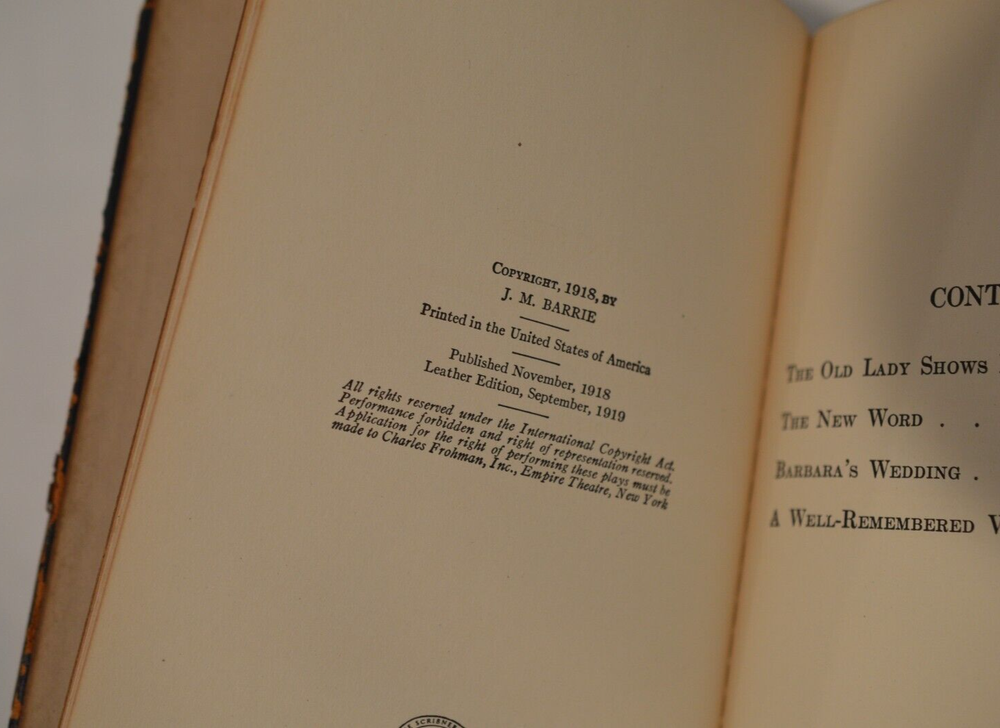 COPYRIGHT, 1918, BY
J. M. BARRIE
Printed in the United States of America
Published November, 1918
Leather Edition, September, 1919
All rights reserved under the International Copyright Act.
Performance forbidden and right of representation reserved.
Application for the right of performing these plays must be
made to Charles Frohman, Inc., Empire Theatre, New York
SCRIBNER
CONT
THE OLD LADY SHOWS
THE NEW WORD . .
BARBARA'S WEDDING .
A WELL-REMEMBERED V